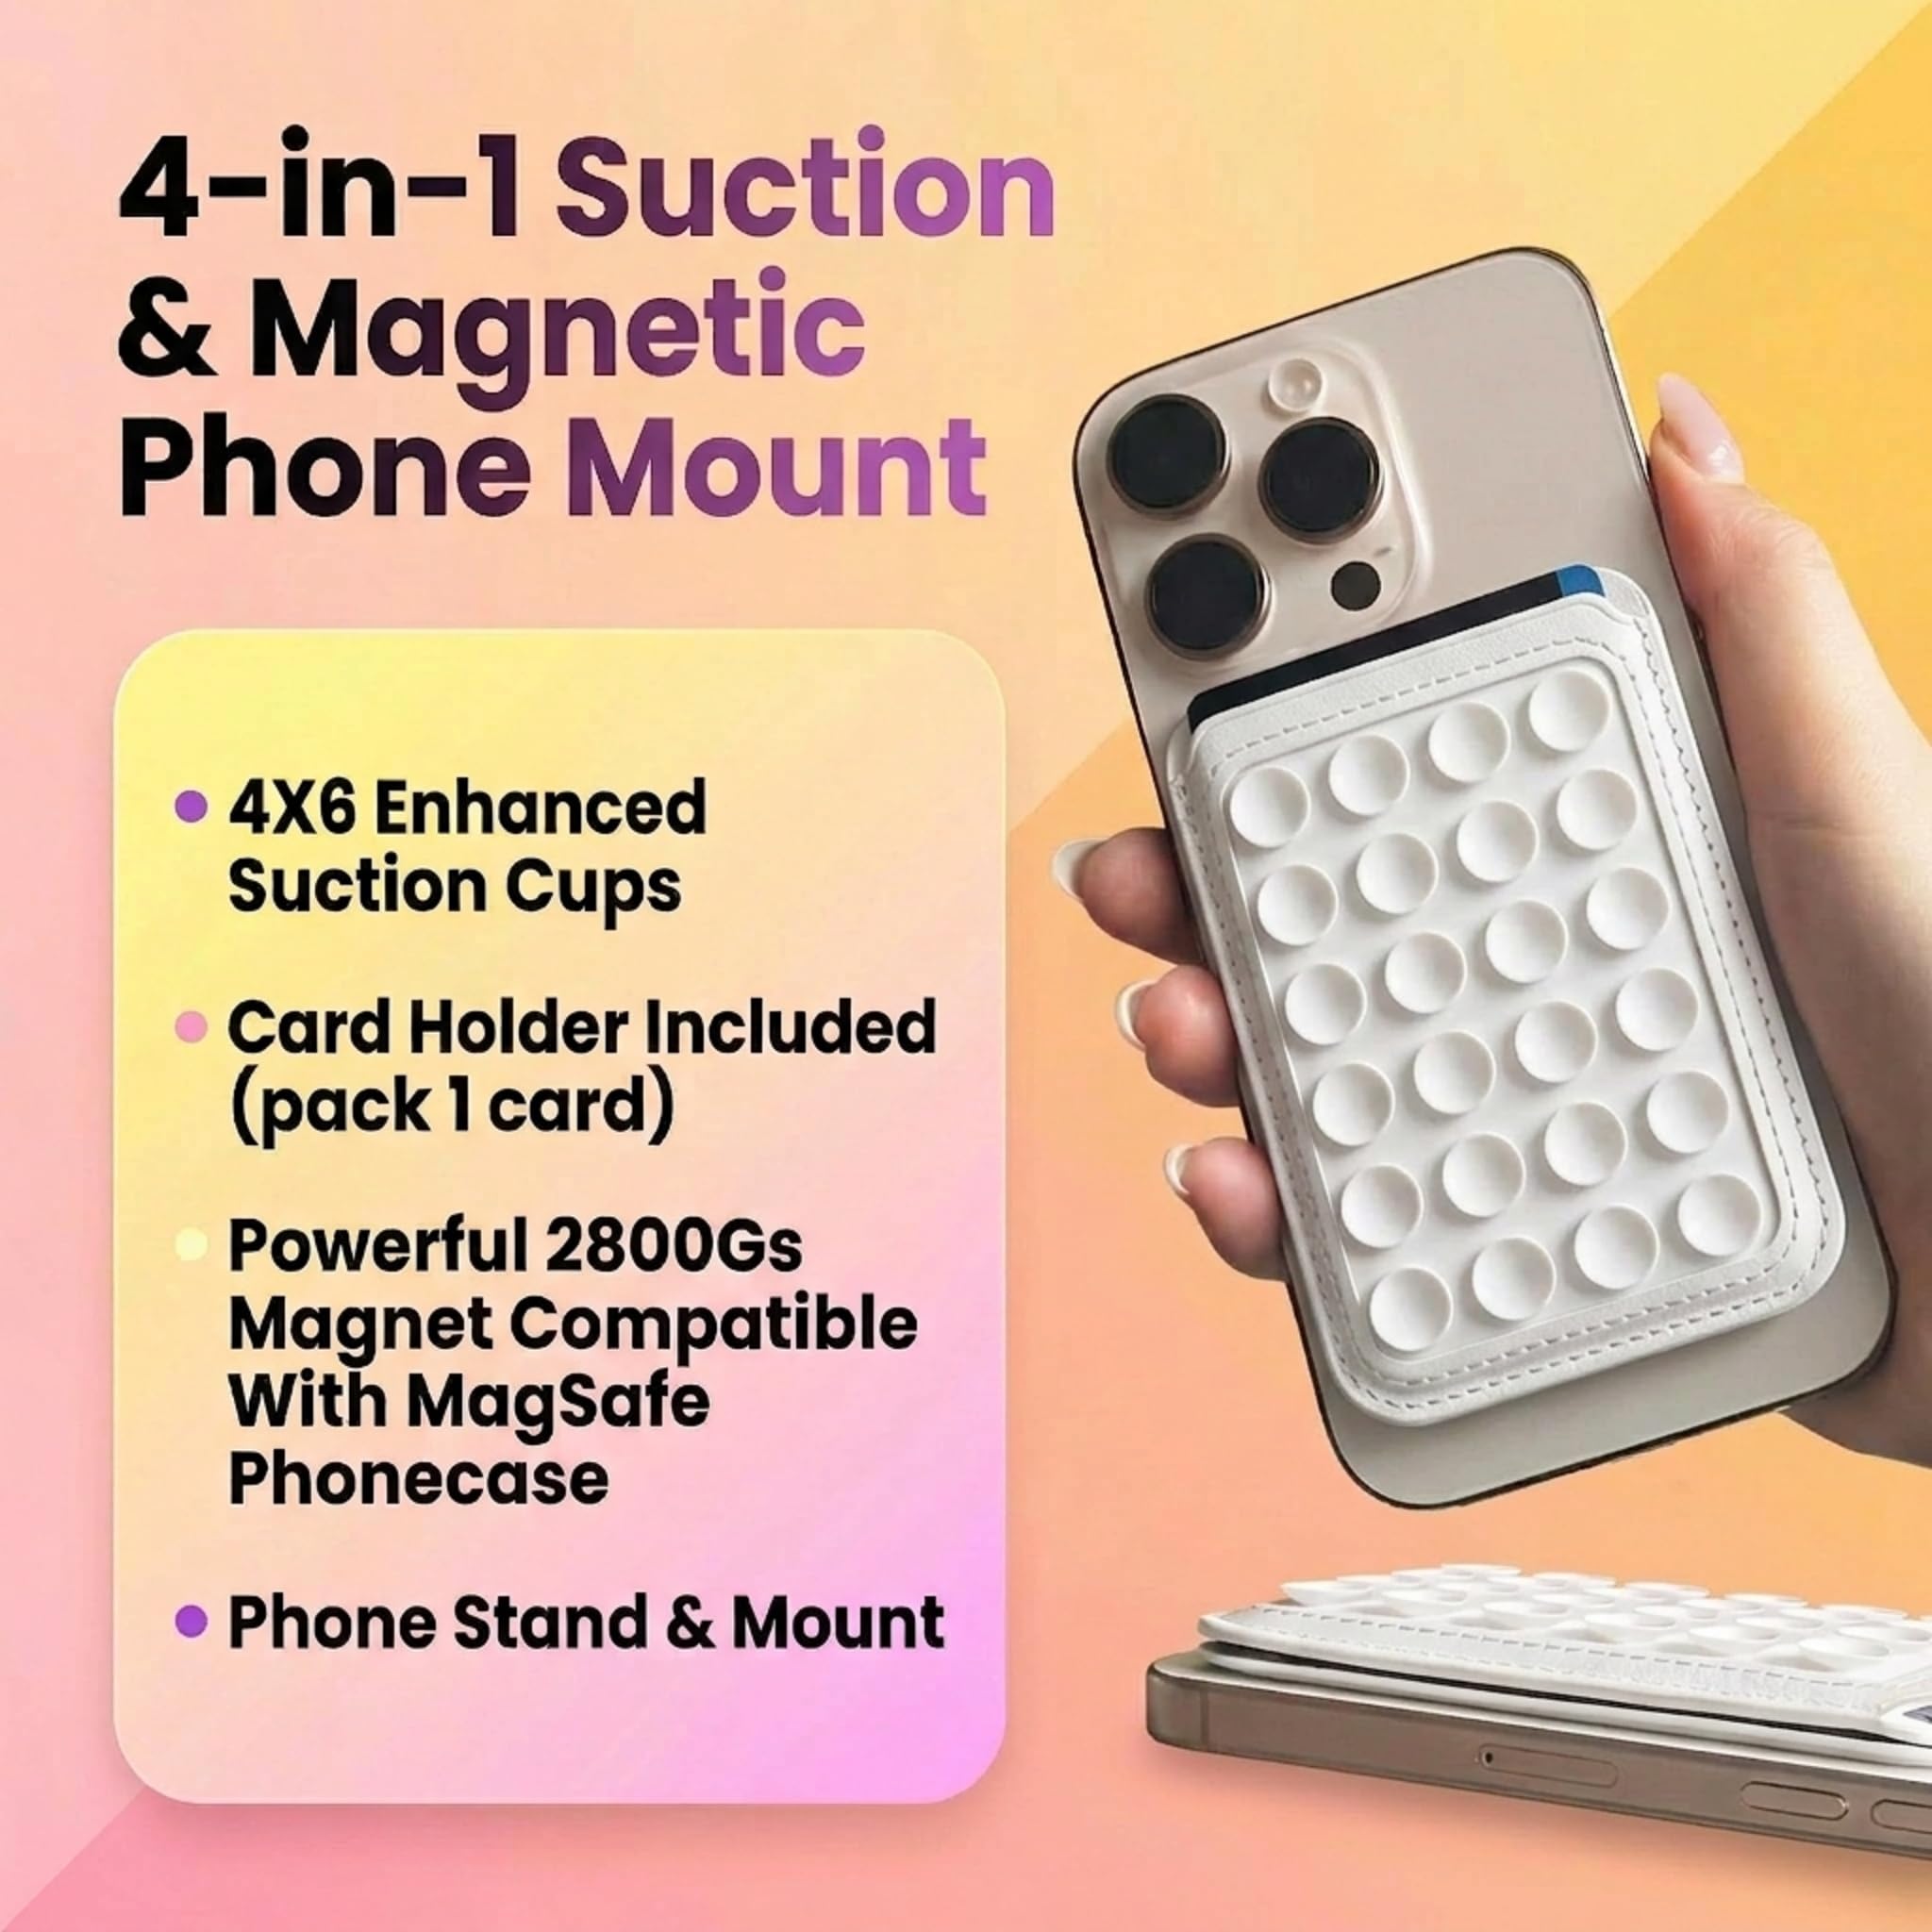 4-in-1 Suction
& Magnetic
Phone Mount
4X6 Enhanced
Suction Cups
Card Holder Included
(pack 1 card)
Powerful 2800Gs
Magnet Compatible
With MagSafe
Phonecase
Phone Stand & Mount